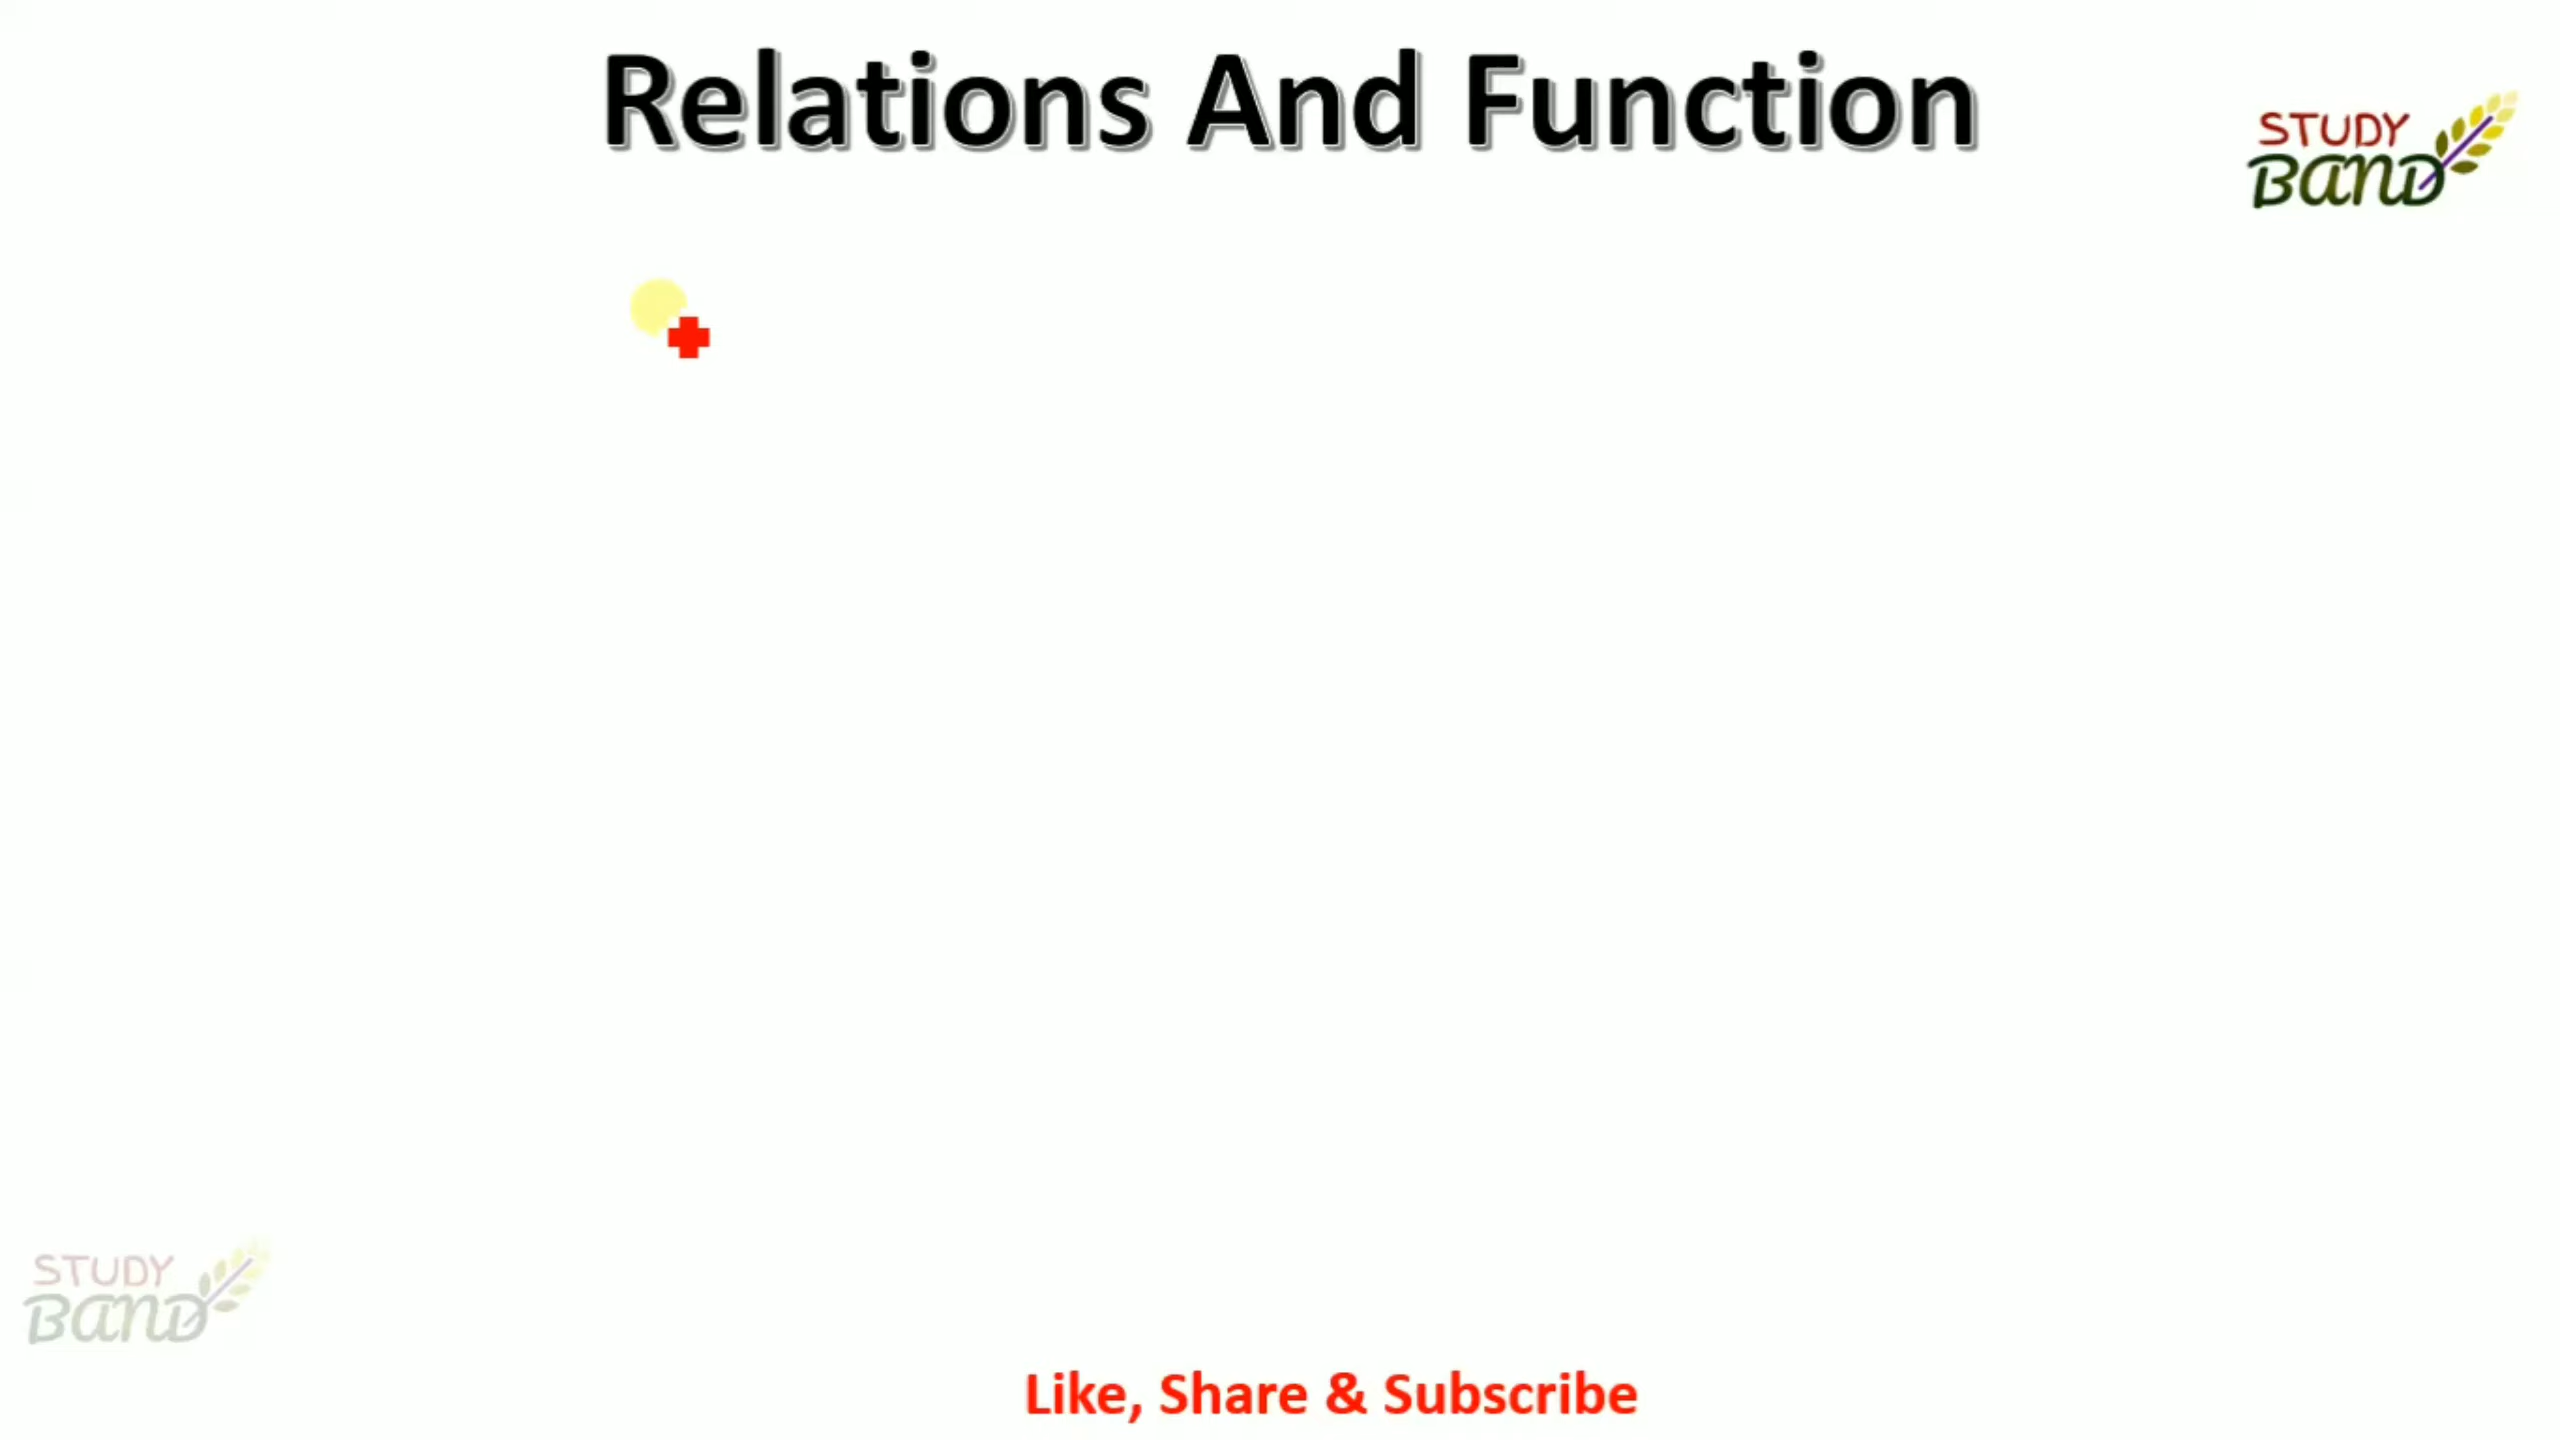 Relations And Function
STUDY
BAND
STUDY
BAND
Like, Share & Subscribe